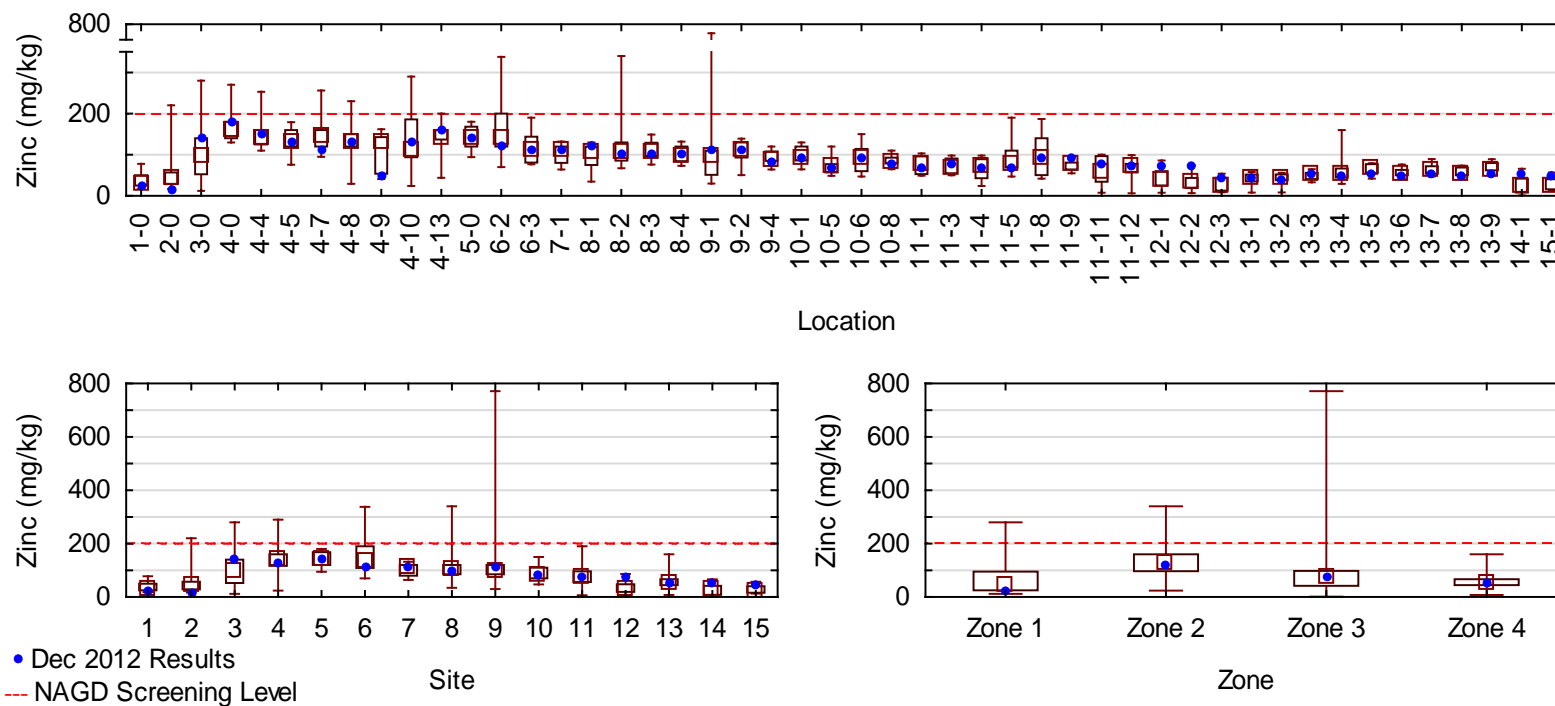 Zinc (mg/kg)
800
200
0
1-0 2-0 3-0 4-0 4-4 4-5 4-7 4-8 4-9 4-10 4-13 5-0 6-2 6-3 7-1 8-1 8-2 8-3 8-4 9-1 9-2 9-4 10-1 10-5 10-6 10-8 11-1 11-3 11-4 11-5 11-8 11-9 11-11 11-12 12-1 12-2 12-3 13-1 13-2 13-3 13-4 13-5 13-6 13-7 13-8 13-9 14-1 15-1
Location
Zinc (mg/kg)
800
600
400
200
0
1 2 3 4 5 6 7 8 9 10 11 12 13 14 15
Site
Dec 2012 Results
NAGD Screening Level
Zinc (mg/kg)
800
600
400
200
0
Zone 1 Zone 2 Zone 3 Zone 4
Zone